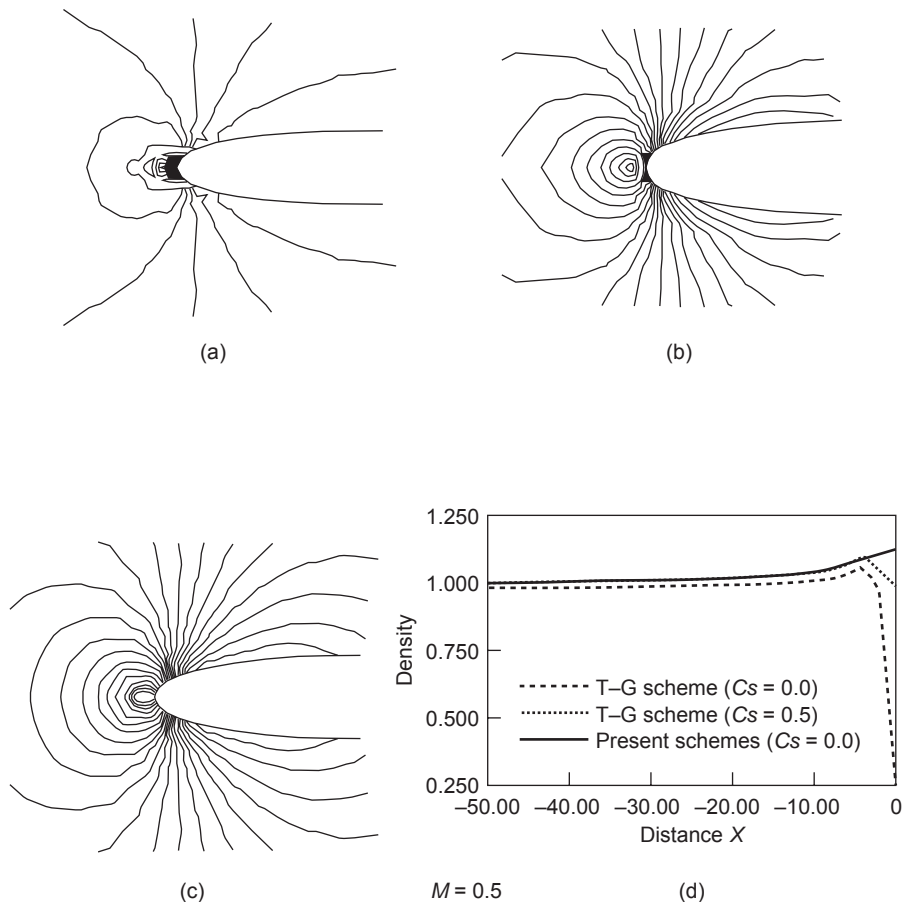 (a)
(b)
1.250
1.000
0.750
0.500
0.250
Density
T–G scheme (Cs = 0.0)
T–G scheme (Cs = 0.5)
Present schemes (Cs = 0.0)
–50.00 –40.00 –30.00 –20.00 –10.00 0
Distance X
(c)
M = 0.5
(d)